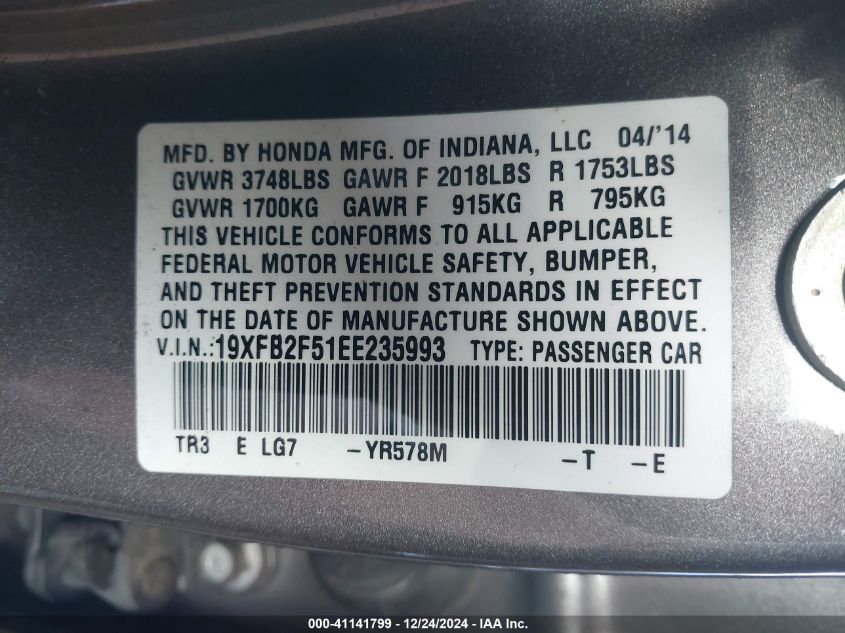 MFD. BY HONDA MFG. OF INDIANA, LLC 04/'14
GVWR 3748LBS GAWR F 2018LBS R 1753LBS
GVWR 1700KG GAWR F 915KG R 795KG
THIS VEHICLE CONFORMS TO ALL APPLICABLE
FEDERAL MOTOR VEHICLE SAFETY, BUMPER,
AND THEFT PREVENTION STANDARDS IN EFFECT
ON THE DATE OF MANUFACTURE SHOWN ABOVE.
V.I.N.:19XFB2F51EE235993 TYPE: PASSENGER CAR
TR3 E LG7 -YR578M -T -E
000-41141799 - 12/24/2024 - IAA Inc.